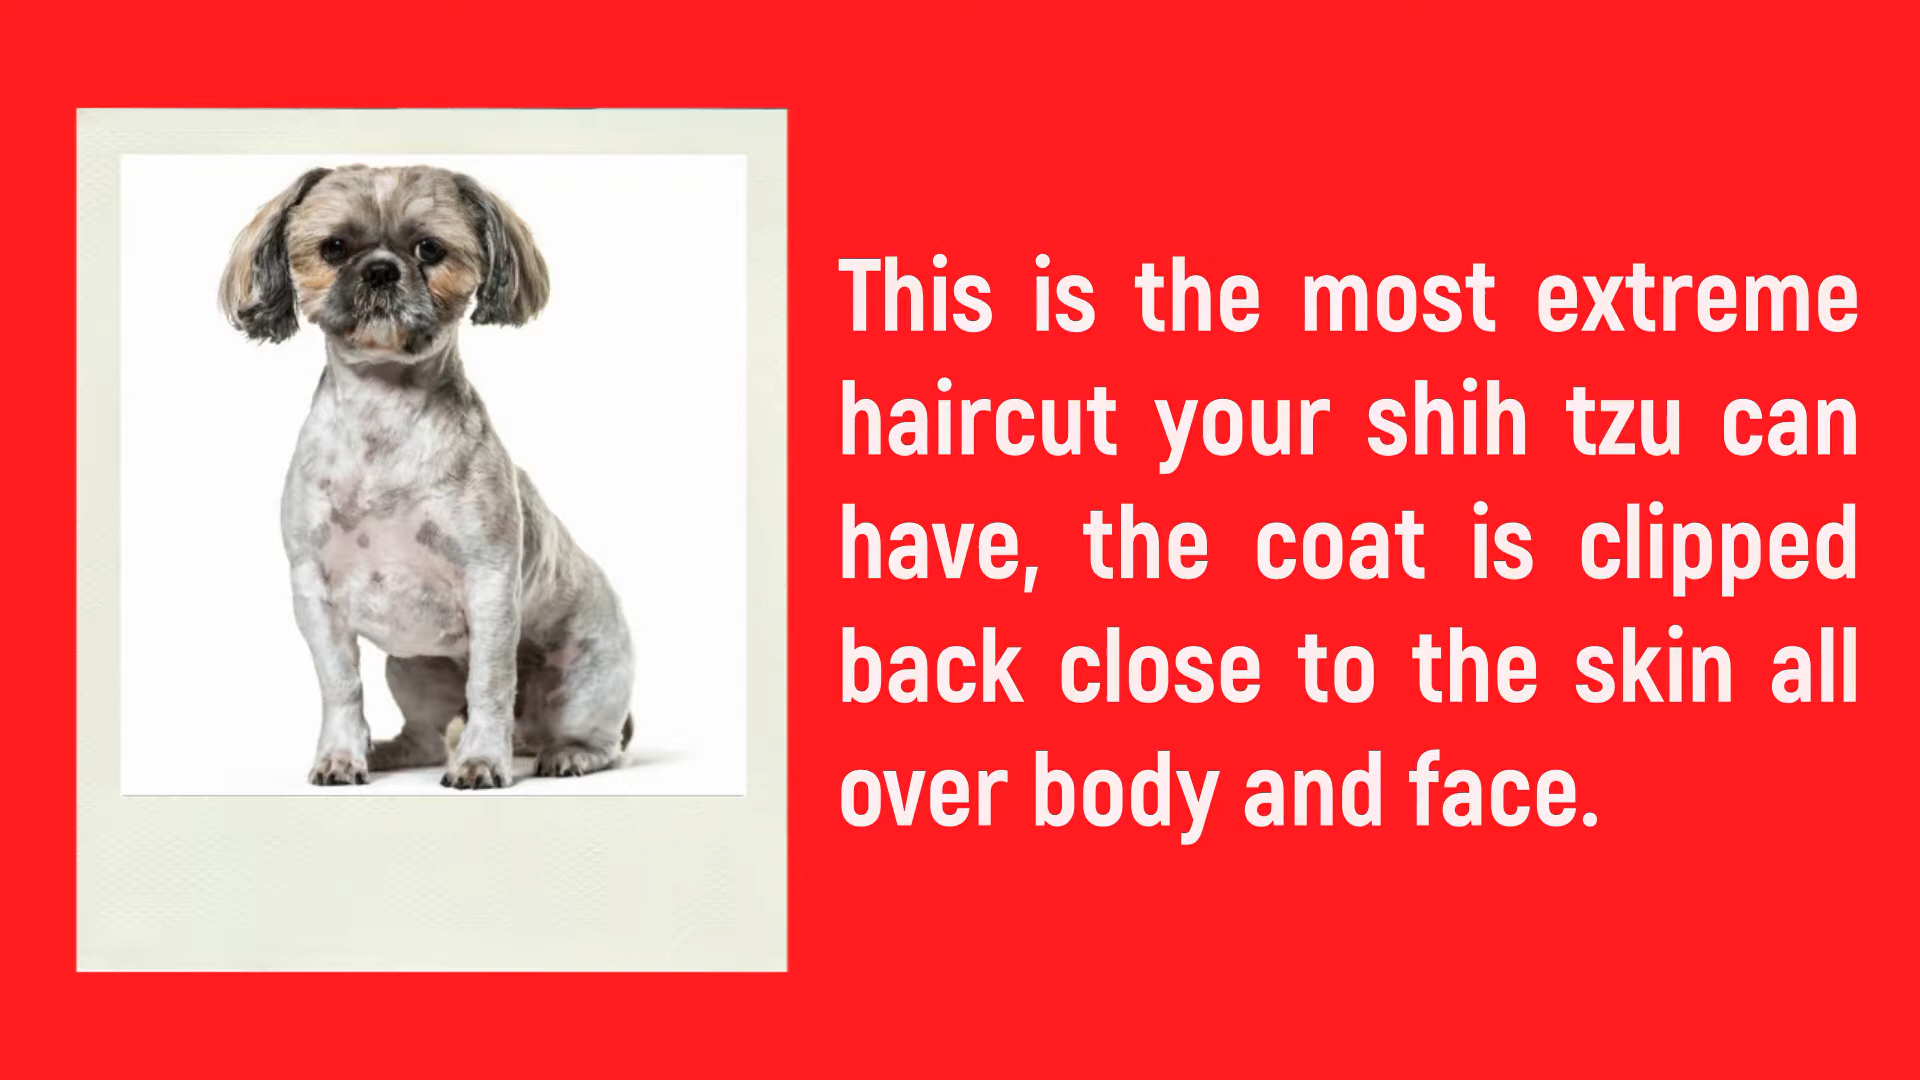 This is the most extreme
haircut your shih tzu can
have, the coat is clipped
back close to the skin all
over body and face.